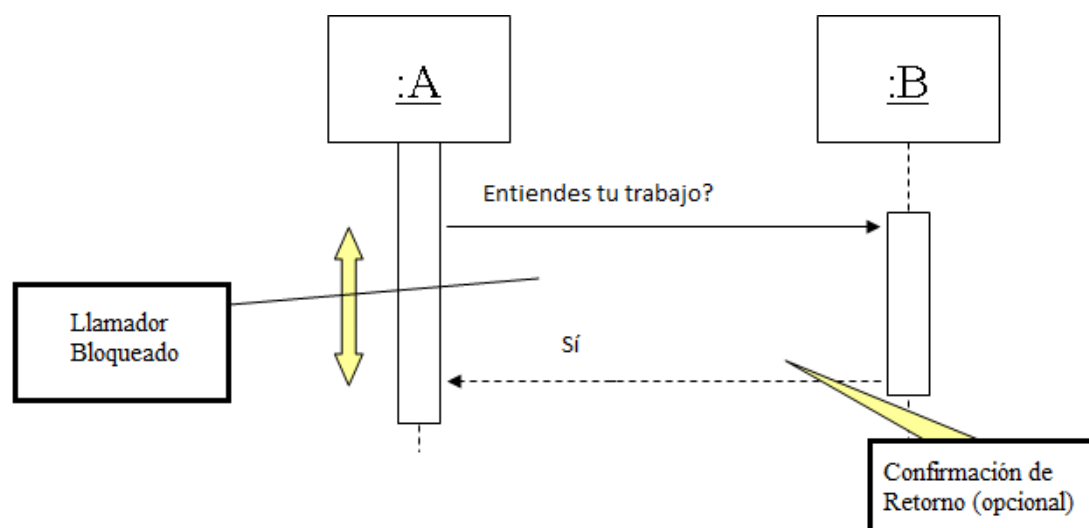 :A
:B
Entiendes tu trabajo?
Llamador
Bloqueado
Sí
Confirmación de
Retorno (opcional)